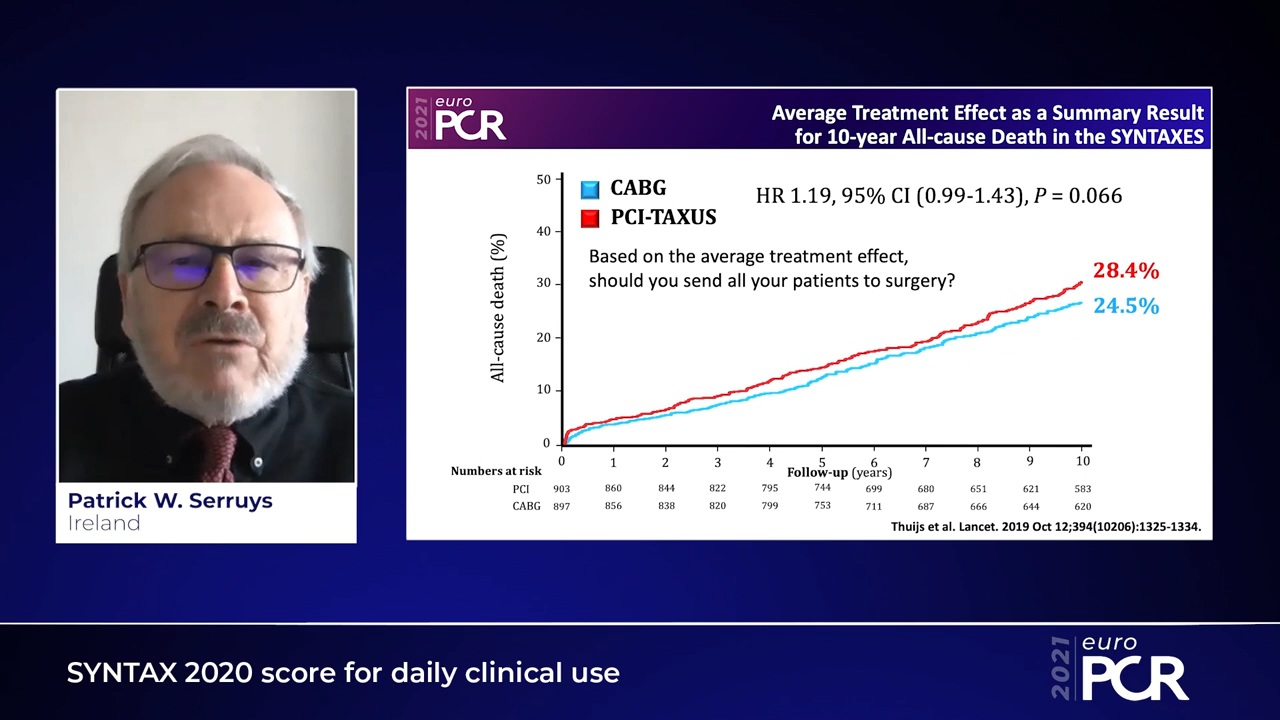 2021
euro
PCR
Average Treatment Effect as a Summary Result
for 10-year All-cause Death in the SYNTAXES
CABG
PCI-TAXUS
HR 1.19, 95% CI (0.99-1.43), P = 0.066
Based on the average treatment effect,
should you send all your patients to surgery?
28.4%
24.5%
All-cause death (%)
50
40
30
20
10
0
0 1 2 3 4 5 6 7 8 9 10
Follow-up (years)
Numbers at risk
PCI 903 860 844 822 795 744 699 680 651 621 583
CABG 897 856 838 820 799 753 711 687 666 644 620
Thuijs et al. Lancet. 2019 Oct 12;394(10206):1325-1334.
Patrick W. Serruys
Ireland
SYNTAX 2020 score for daily clinical use
2021
euro
PCR